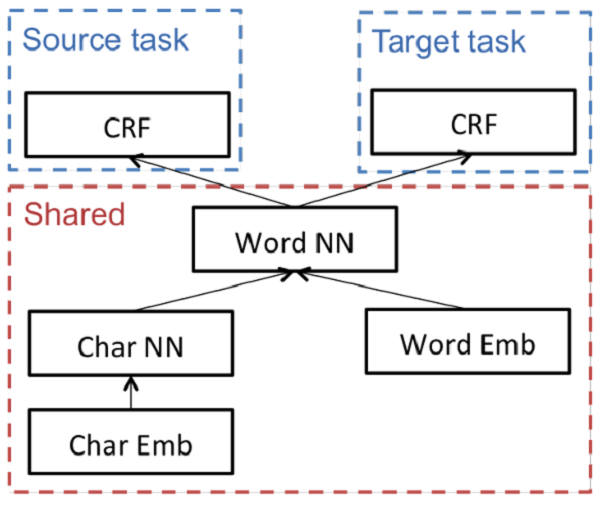 Source task
Target task
CRF
CRF
Shared
Word NN
Char NN
Word Emb
Char Emb